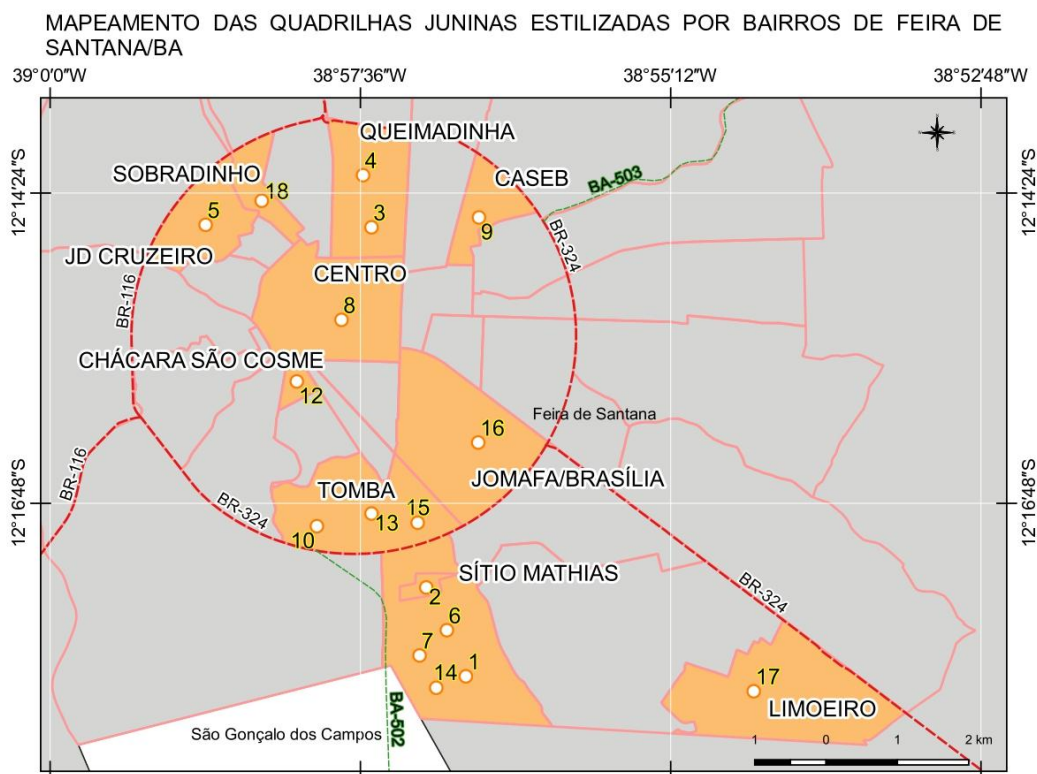 MAPEAMENTO DAS QUADRILHAS JUNINAS ESTILIZADAS POR BAIRROS DE FEIRA DE
SANTANA/BA
39°0'0"W 38°57'36"W 38°55'12"W 38°52'48"W
QUEIMADINHA
4
SOBRADINHO
CASEB
BA-503
12°14'24"S
12°14'24"S
18
5
3
9
BR-324
JD CRUZEIRO
CENTRO
BR-116
8
CHÁCARA SÃO COSME
12
Feira de Santana
16
BR-116
JOMAFA/BRASÍLIA
TOMBA
12°16'48"S
12°16'48"S
BR-324
10
13
15
SÍTIO MATHIAS
2
BR-324
6
7
14
1
17
LIMOEIRO
BA-502
São Gonçalo dos Campos
1 0 1 2 km